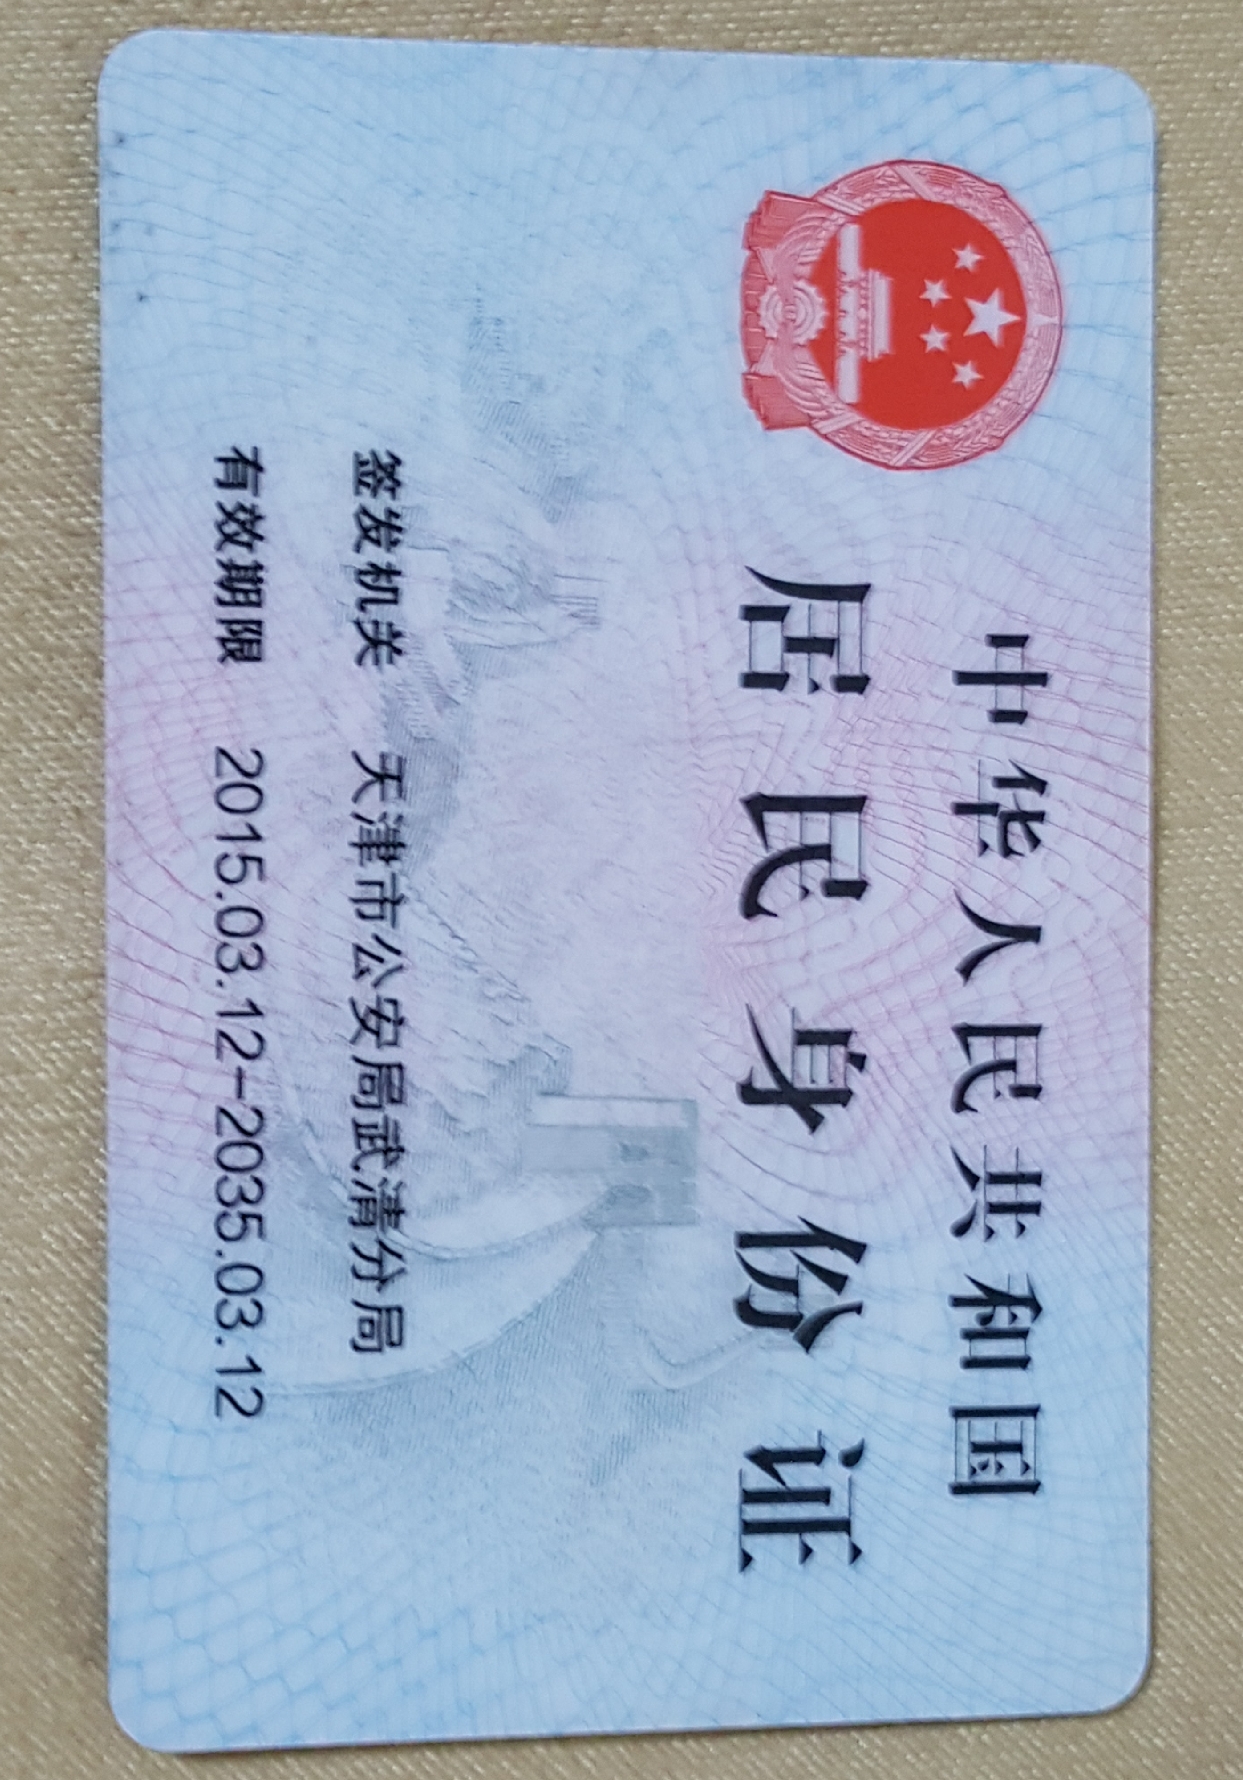 中华人民共和国
居民身份证
签发机关 天津市公安局武清分局
有效期限 2015.03.12-2035.03.12